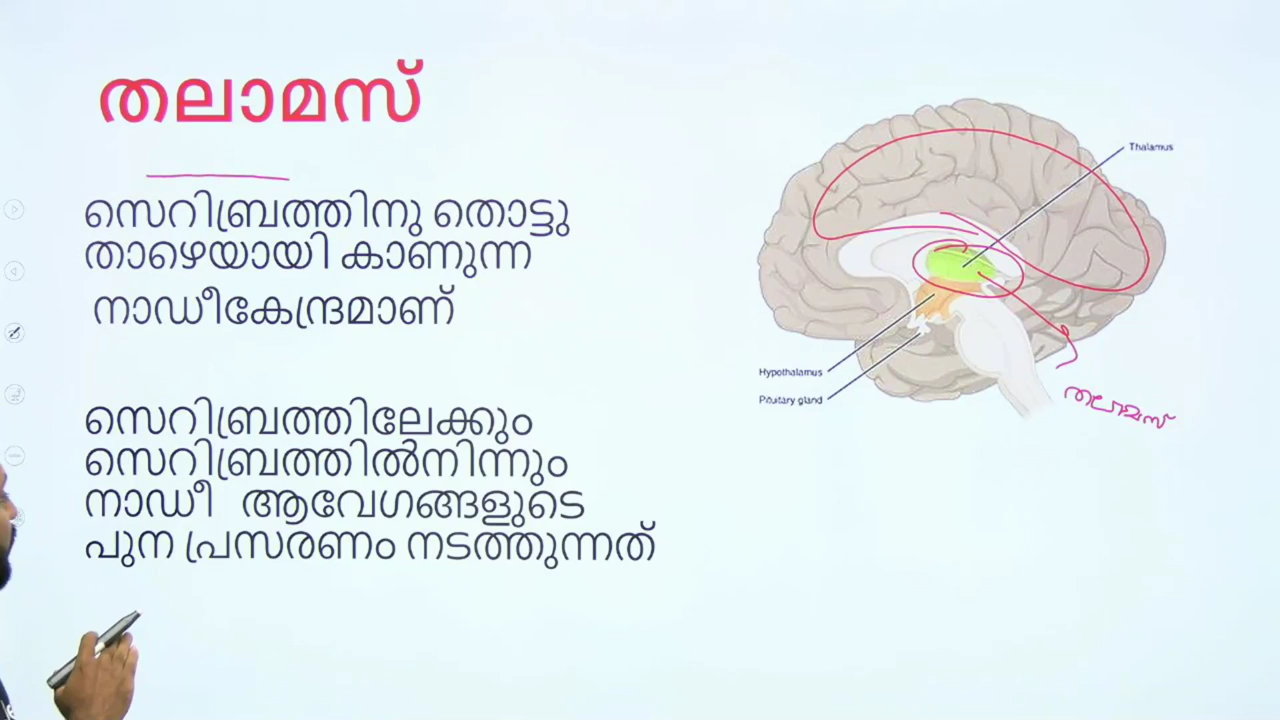 തലാമസ്
സെറിബ്രത്തിനു തൊട്ടു
താഴെയായി കാണുന്ന
നാഡീകേന്ദ്രമാണ്
സെറിബ്രത്തിലേക്കും
സെറിബ്രത്തിൽനിന്നും
നാഡീ ആവേഗങ്ങളുടെ
പുന പ്രസരണം നടത്തുന്നത്
Thalamus
Hypothalamus
Pituitary gland
തലാമസ്